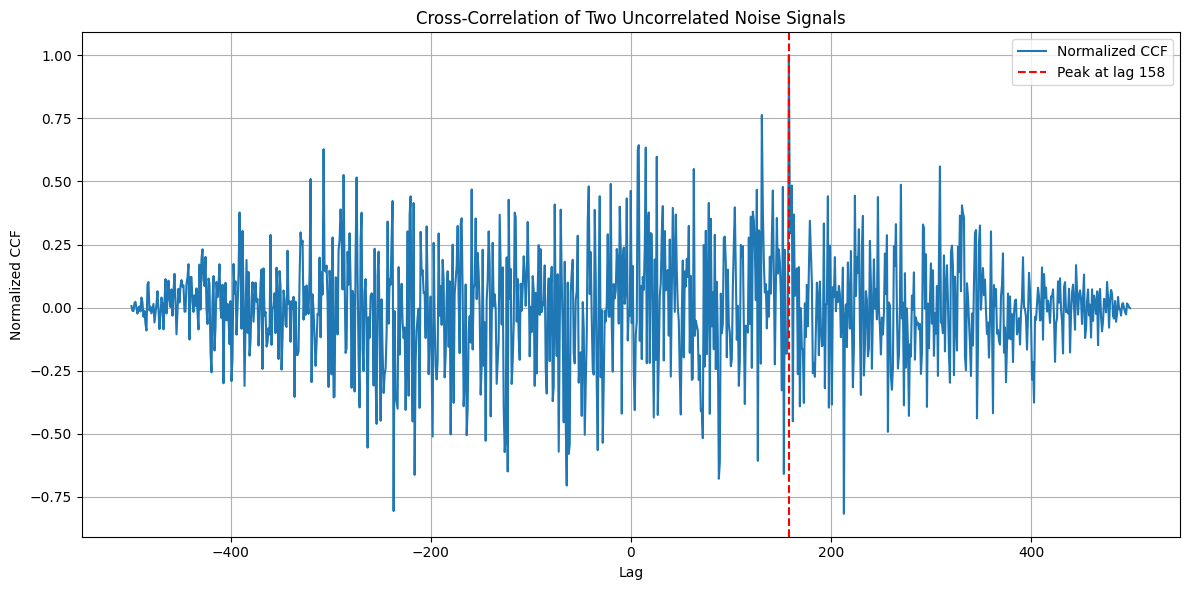 Cross-Correlation of Two Uncorrelated Noise Signals
Normalized CCF
Peak at lag 158
1.00
0.75
0.50
0.25
0.00
−0.25
−0.50
−0.75
Normalized CCF
−400
−200
0
200
400
Lag